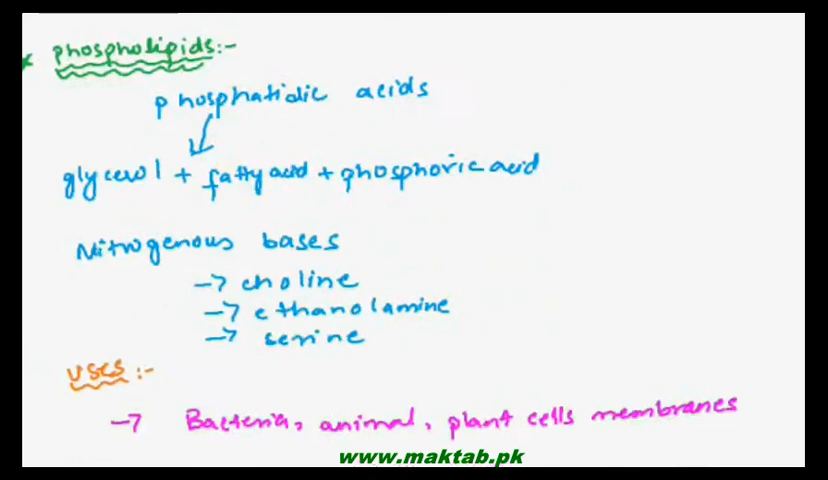 * phospholipids:-
phosphatidic acids
glycerol + fatty acid + phosphoric acid
Nitrogenous bases
→ choline
→ ethanolamine
→ serine
uses :-
→ Bacteria, animal, plant cells membranes
www.maktab.pk